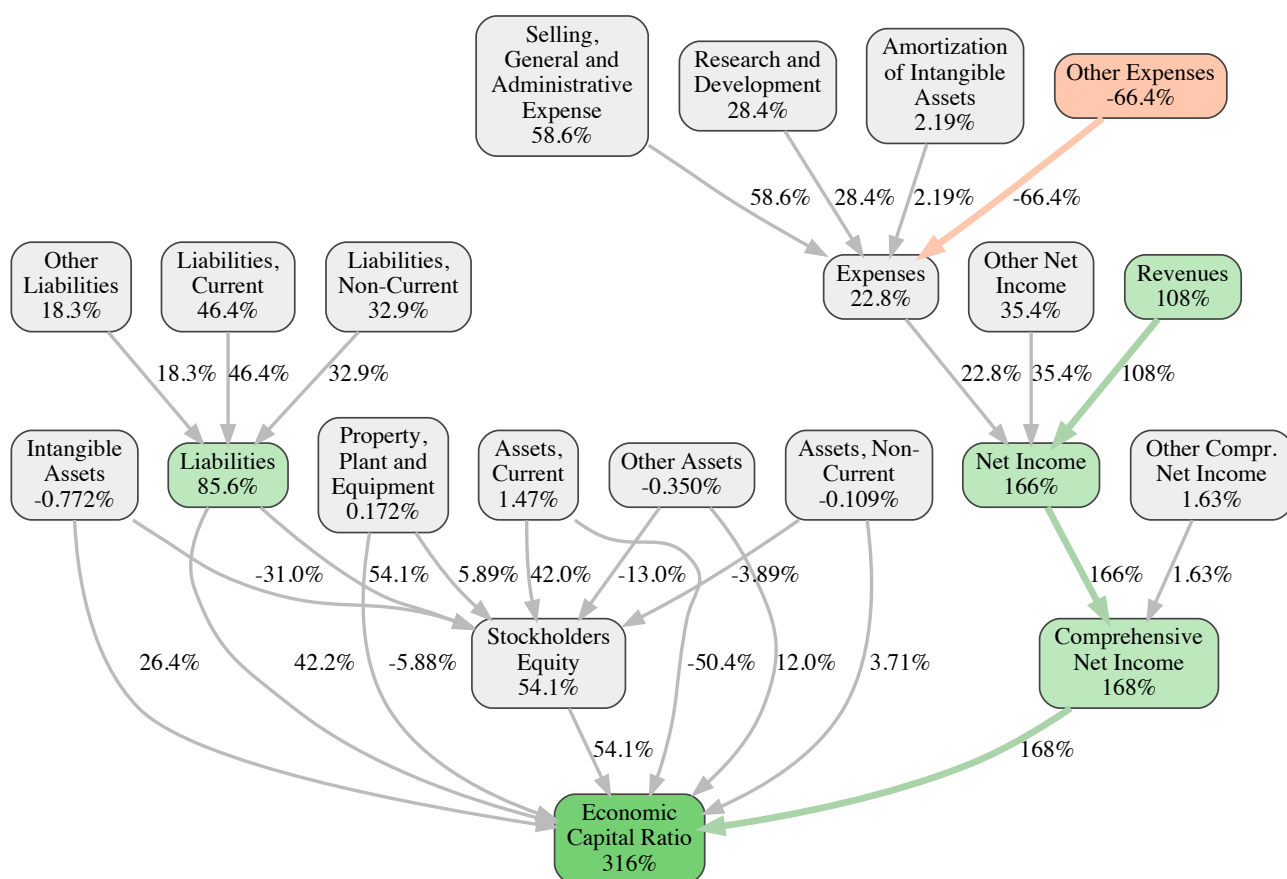 Selling,
General and
Administrative
Expense
58.6%
Research and
Development
28.4%
Amortization
of Intangible
Assets
2.19%
Other Expenses
-66.4%
58.6%
28.4%
2.19%
-66.4%
Other
Liabilities
18.3%
Liabilities,
Current
46.4%
Liabilities,
Non-Current
32.9%
Expenses
22.8%
Other Net
Income
35.4%
Revenues
108%
18.3%
46.4%
32.9%
22.8%
35.4%
108%
Intangible
Assets
-0.772%
Liabilities
85.6%
Property,
Plant and
Equipment
0.172%
Assets,
Current
1.47%
Other Assets
-0.350%
Assets, Non-
Current
-0.109%
Net Income
166%
Other Compr.
Net Income
1.63%
-31.0%
54.1%
5.89%
42.0%
-13.0%
-3.89%
166%
1.63%
26.4%
42.2%
-5.88%
Stockholders
Equity
54.1%
-50.4%
12.0%
3.71%
Comprehensive
Net Income
168%
54.1%
168%
Economic
Capital Ratio
316%